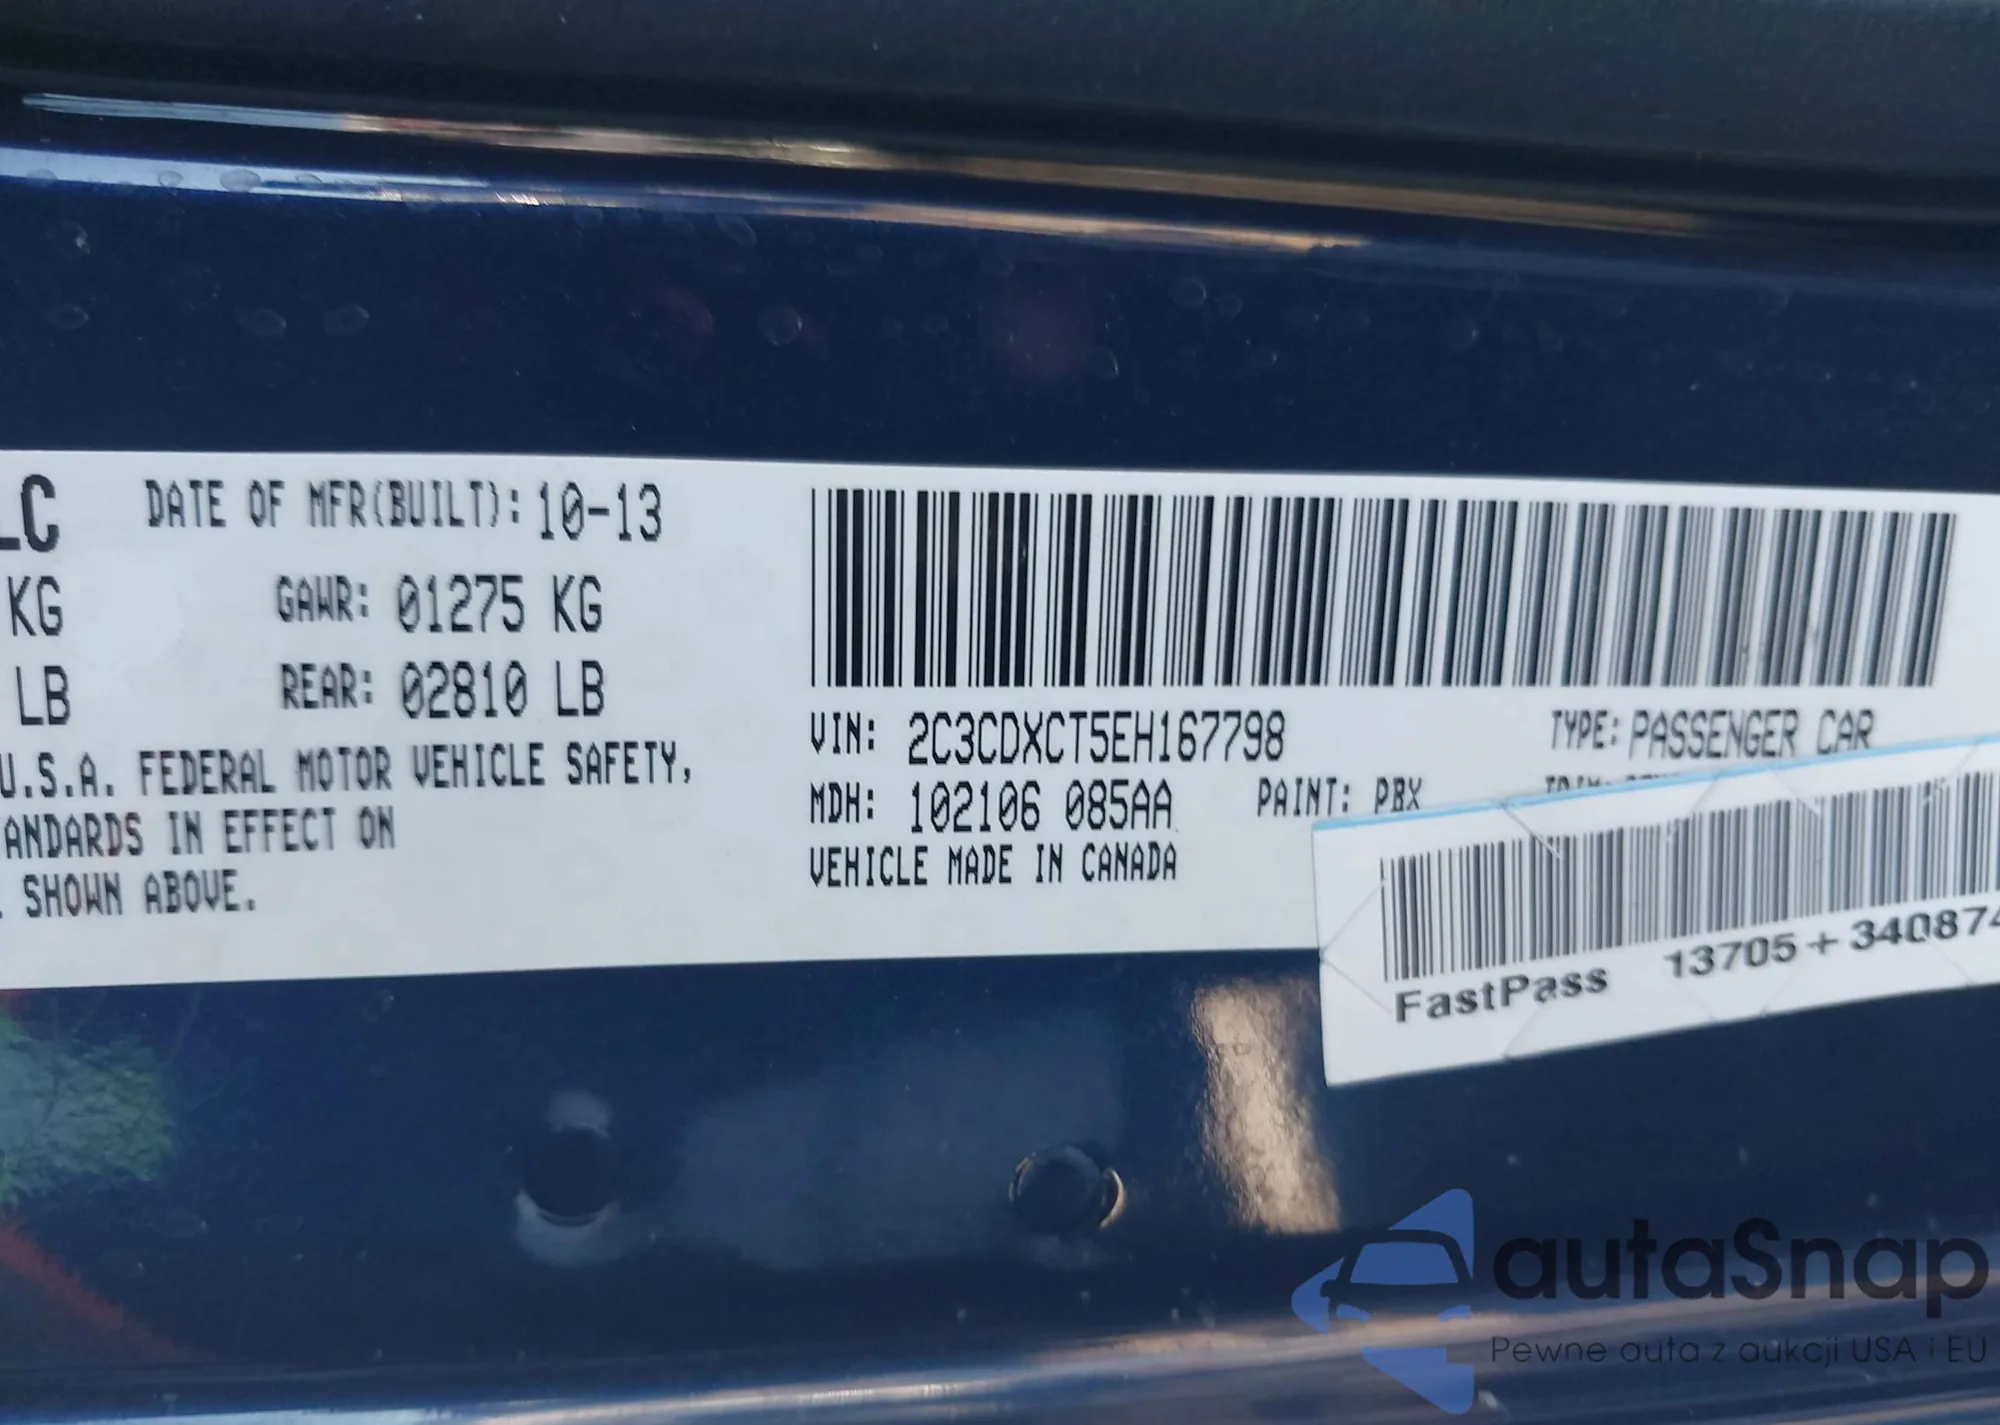 LC DATE OF MFR(BUILT): 10-13
KG GAWR: 01275 KG
LB REAR: 02810 LB
U.S.A. FEDERAL MOTOR VEHICLE SAFETY,
ANDARDS IN EFFECT ON
SHOWN ABOVE.
VIN: 2C3CDXCT5EH167798 TYPE: PASSENGER CAR
MDH: 102106 085AA PAINT: PBX
VEHICLE MADE IN CANADA
FastPass 13705+340874
autaSnap
Pewne auta z aukcji USA i EU